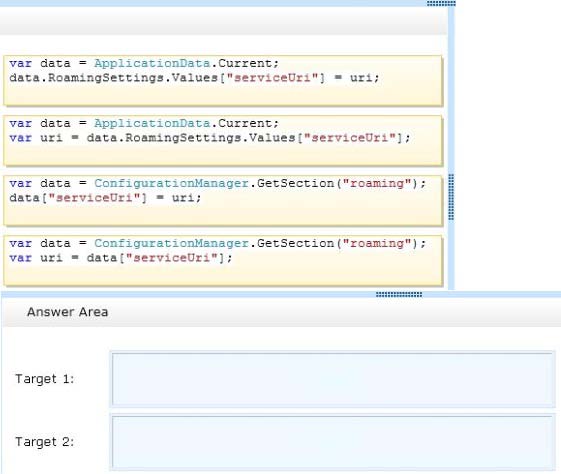 var data = ApplicationData.Current;
data.RoamingSettings.Values["serviceUri"] = uri;
var data = ApplicationData.Current;
var uri = data.RoamingSettings.Values["serviceUri"];
var data = ConfigurationManager.GetSection("roaming");
data["serviceUri"] = uri;
var data = ConfigurationManager.GetSection("roaming");
var uri = data["serviceUri"];
Answer Area
Target 1:
Target 2: